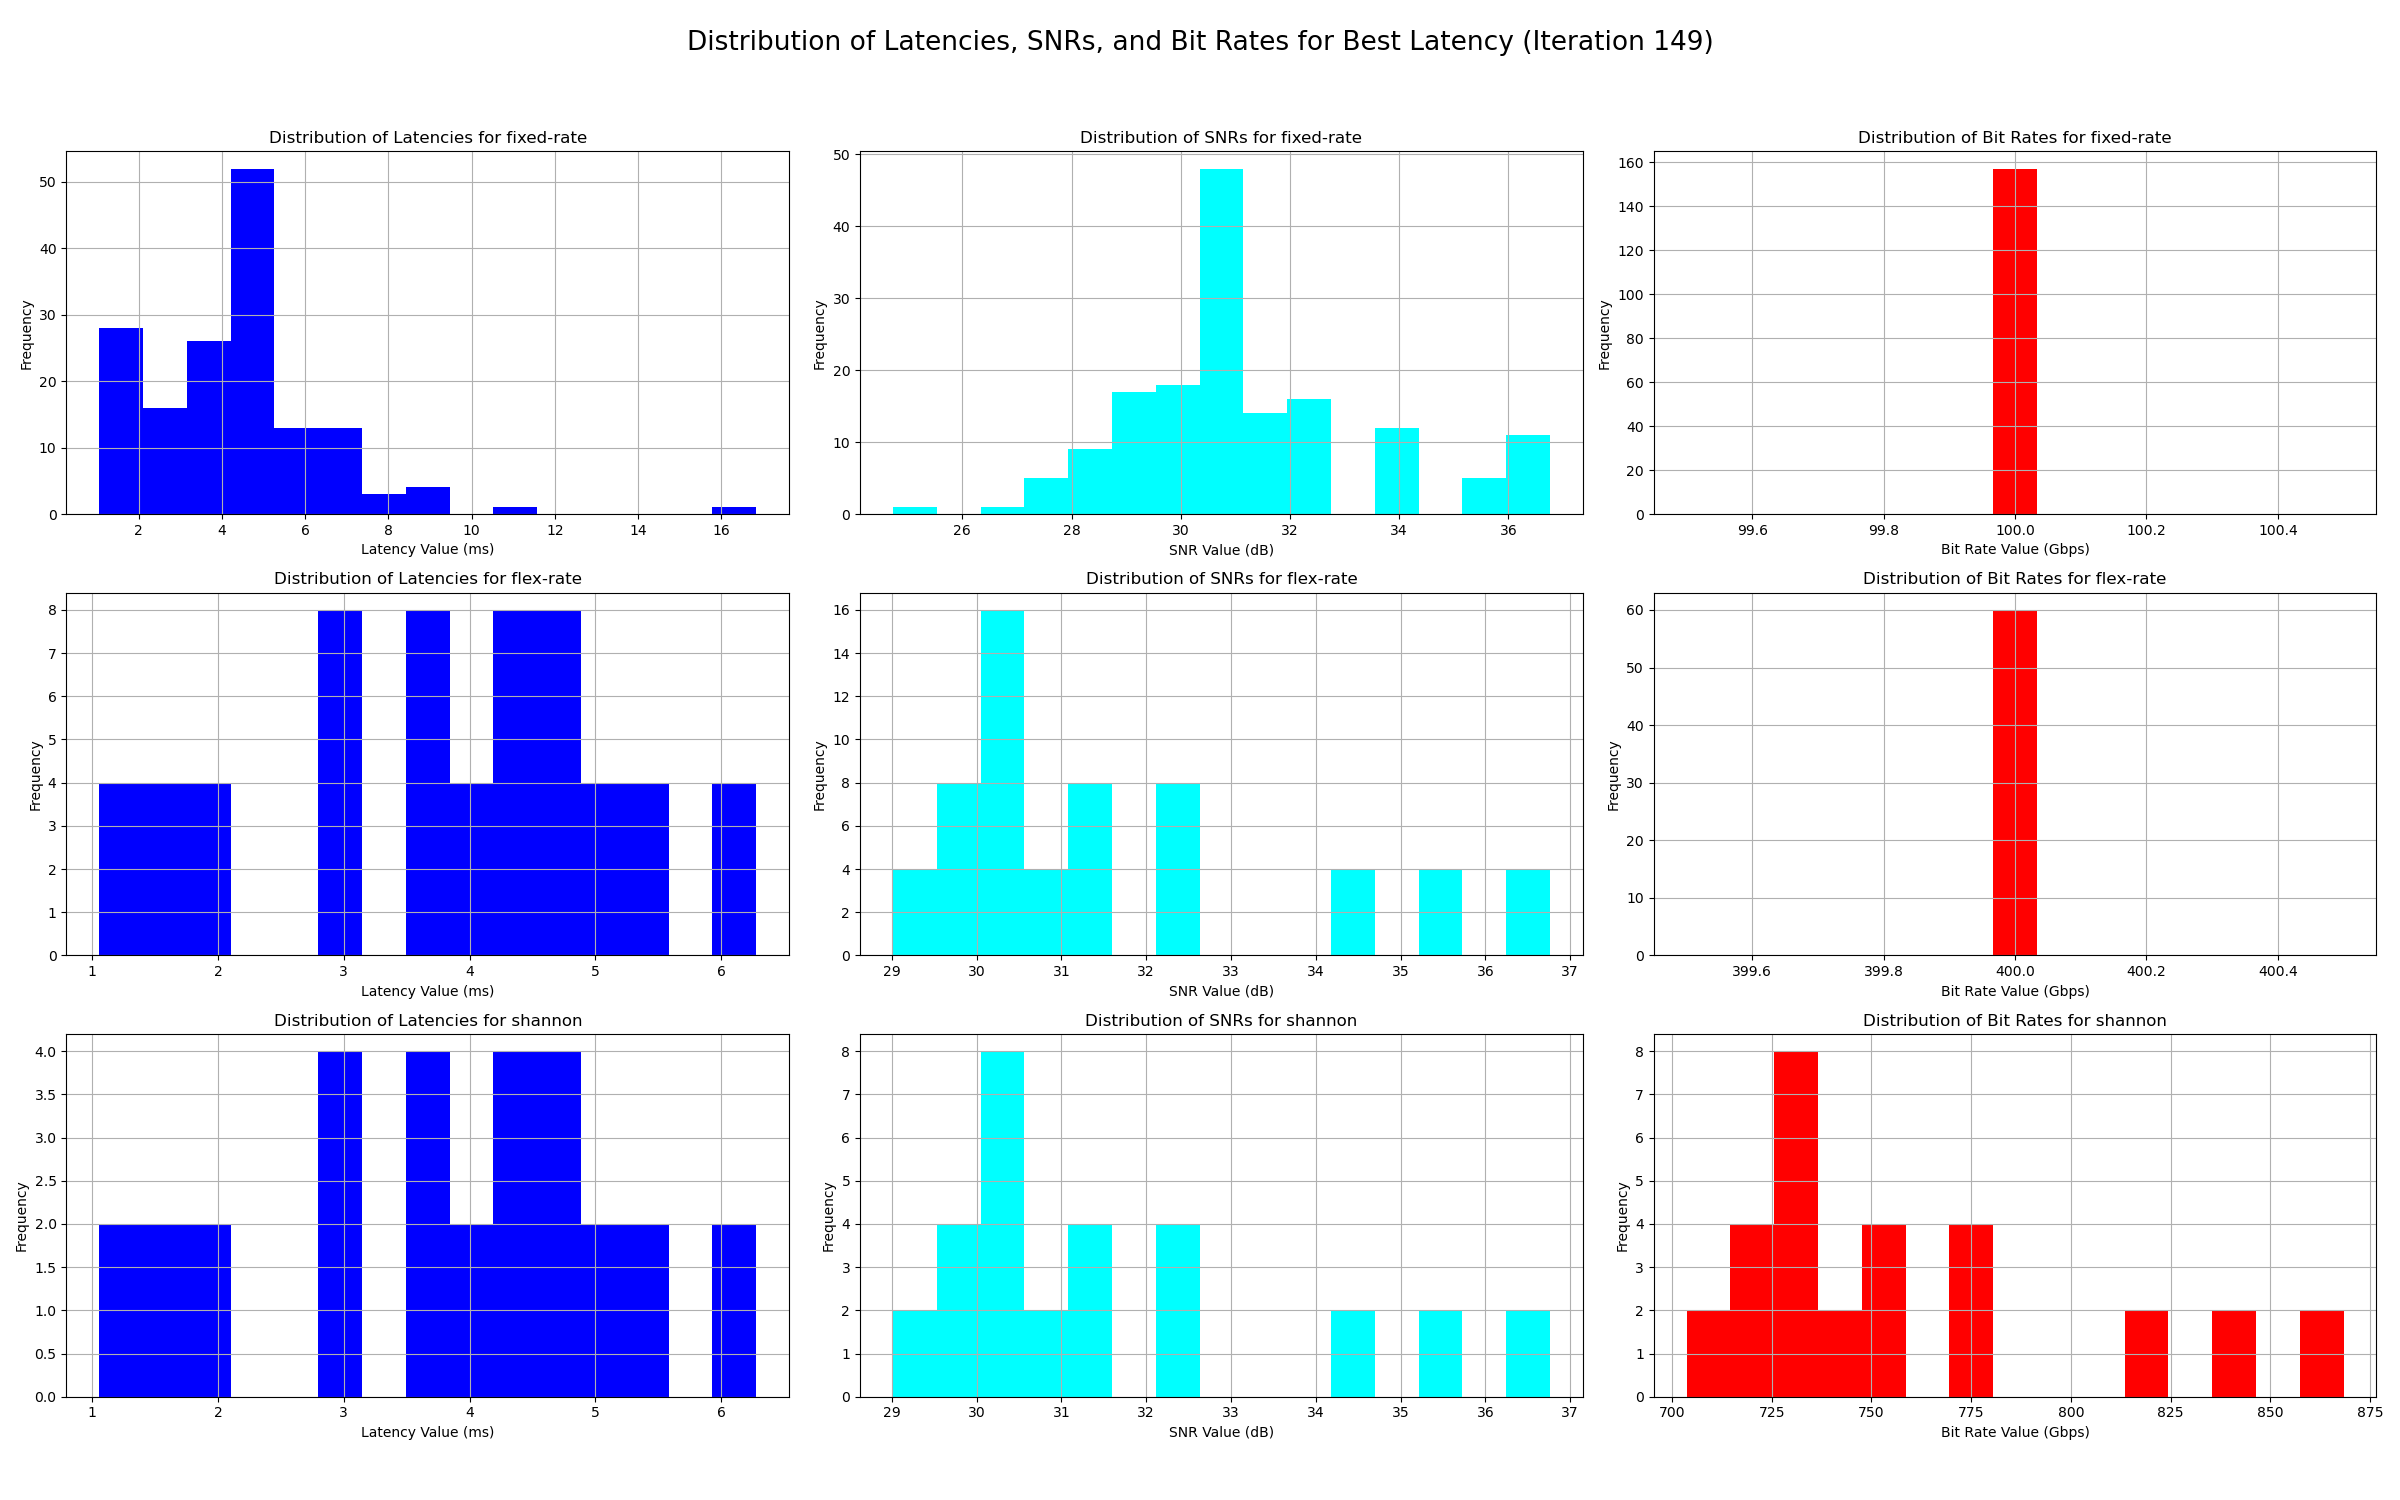 Distribution of Latencies, SNRs, and Bit Rates for Best Latency (Iteration 149)
Distribution of Latencies for fixed-rate
Frequency
50
40
30
20
10
0
2 4 6 8 10 12 14 16
Latency Value (ms)
Distribution of SNRs for fixed-rate
Frequency
50
40
30
20
10
0
26 28 30 32 34 36
SNR Value (dB)
Distribution of Bit Rates for fixed-rate
Frequency
160
140
120
100
80
60
40
20
0
99.6 99.8 100.0 100.2 100.4
Bit Rate Value (Gbps)
Distribution of Latencies for flex-rate
Frequency
8
7
6
5
4
3
2
1
0
1 2 3 4 5 6
Latency Value (ms)
Distribution of SNRs for flex-rate
Frequency
16
14
12
10
8
6
4
2
0
29 30 31 32 33 34 35 36 37
SNR Value (dB)
Distribution of Bit Rates for flex-rate
Frequency
60
50
40
30
20
10
0
399.6 399.8 400.0 400.2 400.4
Bit Rate Value (Gbps)
Distribution of Latencies for shannon
Frequency
4.0
3.5
3.0
2.5
2.0
1.5
1.0
0.5
0.0
1 2 3 4 5 6
Latency Value (ms)
Distribution of SNRs for shannon
Frequency
8
7
6
5
4
3
2
1
0
29 30 31 32 33 34 35 36 37
SNR Value (dB)
Distribution of Bit Rates for shannon
Frequency
8
7
6
5
4
3
2
1
0
700 725 750 775 800 825 850 875
Bit Rate Value (Gbps)